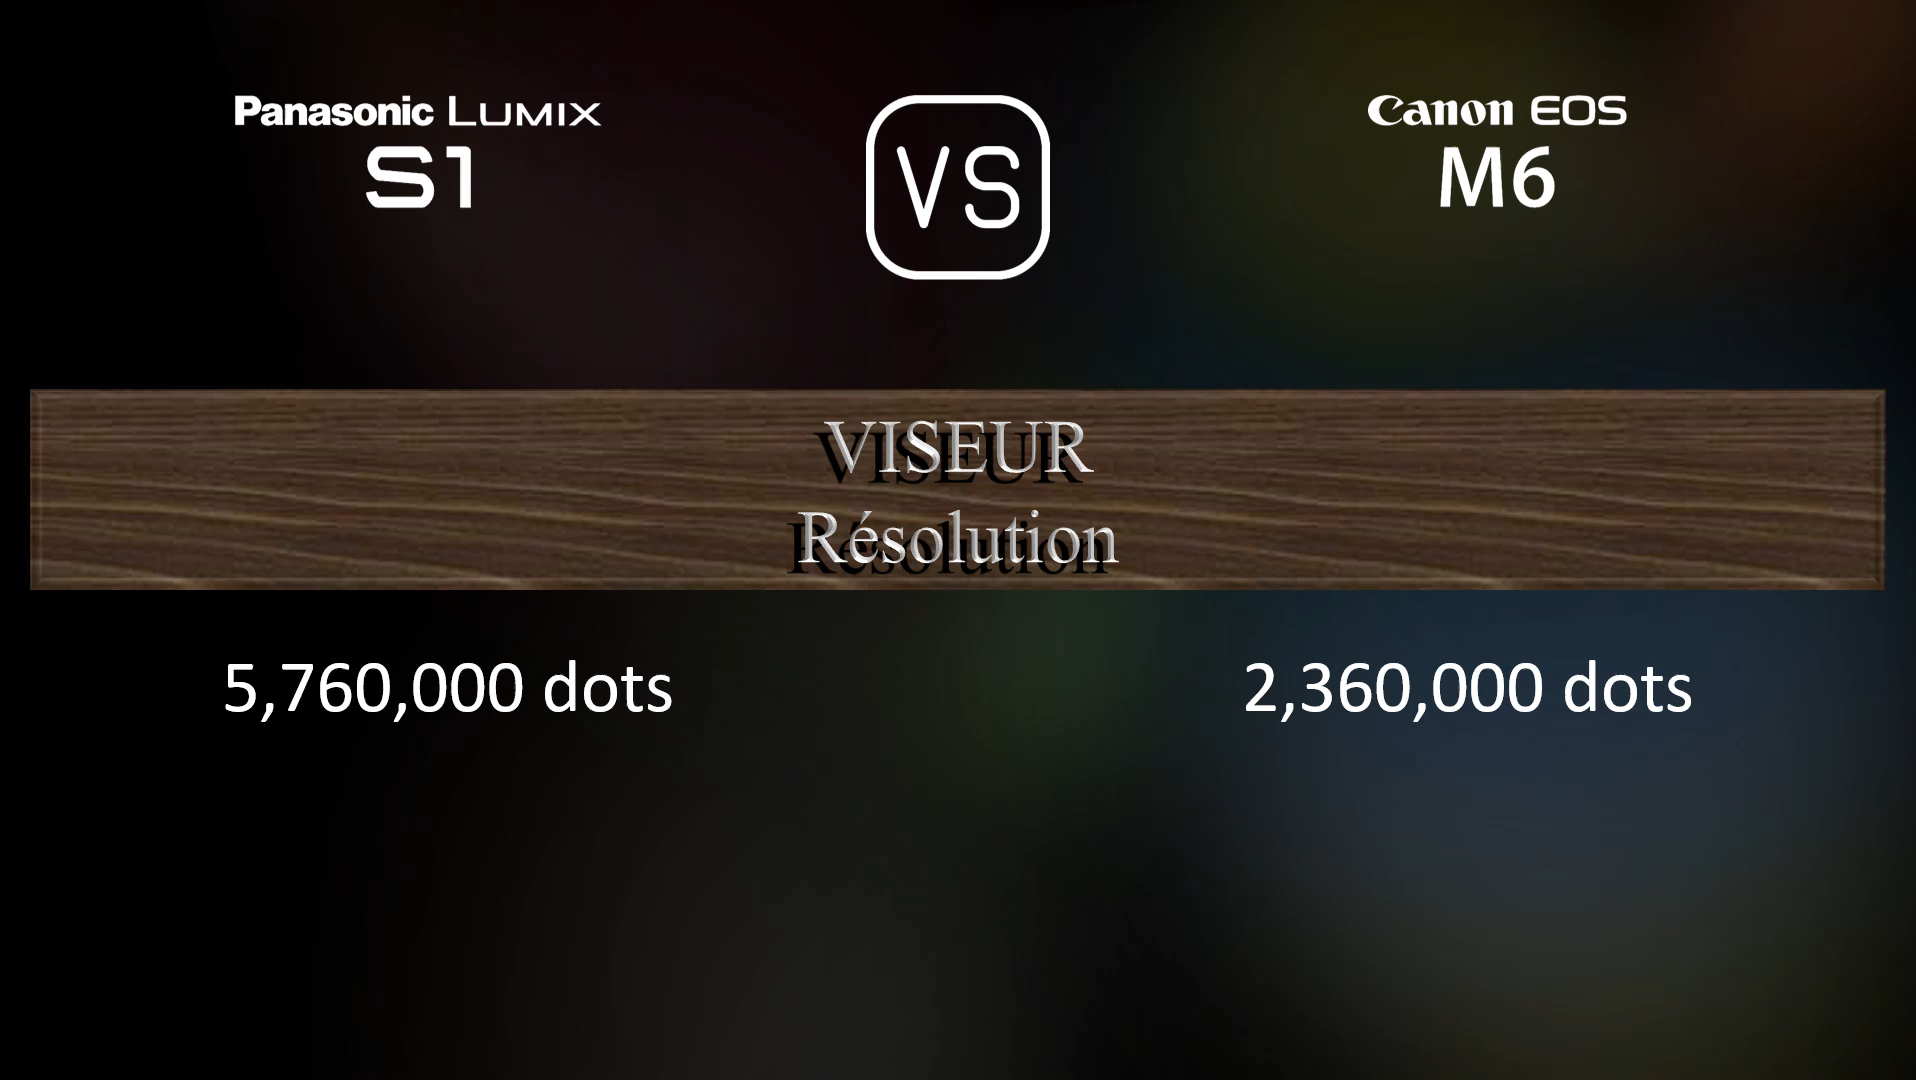 Panasonic LUMIX
S1
VS
Canon EOS
M6
VISEUR
Résolution
5,760,000 dots
2,360,000 dots